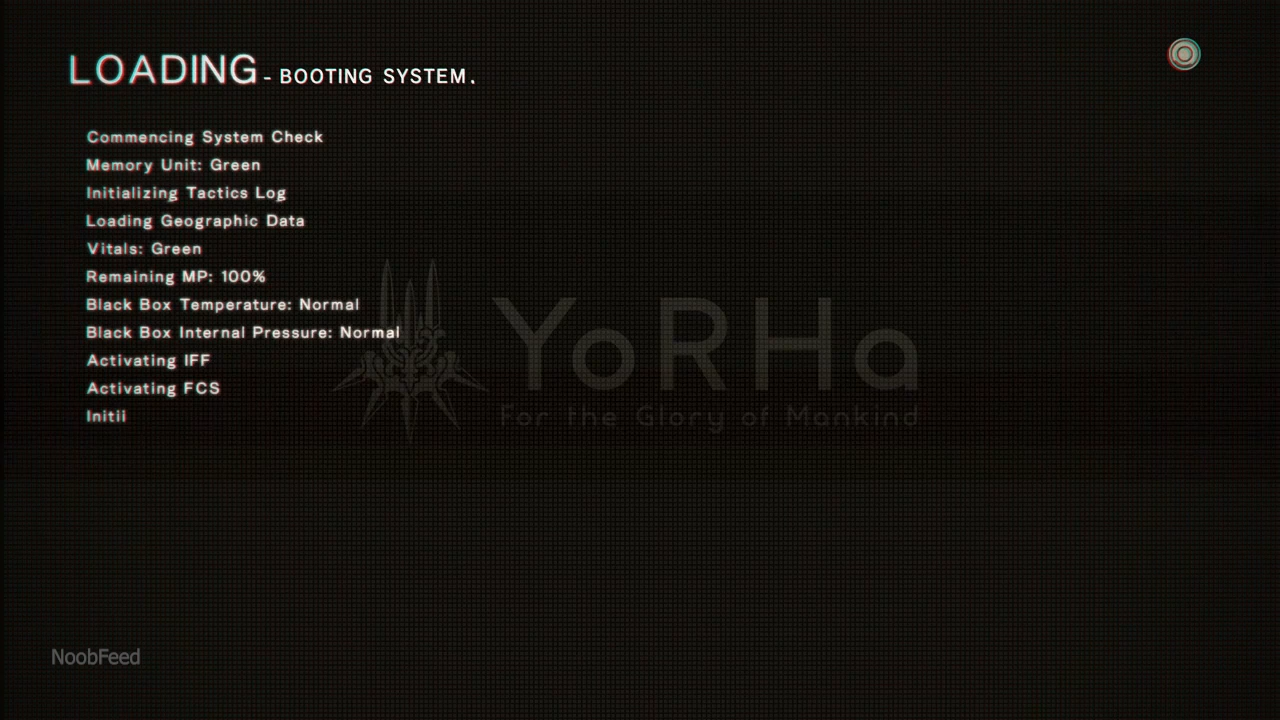 LOADING - BOOTING SYSTEM.
Commencing System Check
Memory Unit: Green
Initializing Tactics Log
Loading Geographic Data
Vitals: Green
Remaining MP: 100%
Black Box Temperature: Normal
Black Box Internal Pressure: Normal
Activating IFF
Activating FCS
Initii
YoRHa
For the Glory of Mankind
NoobFeed